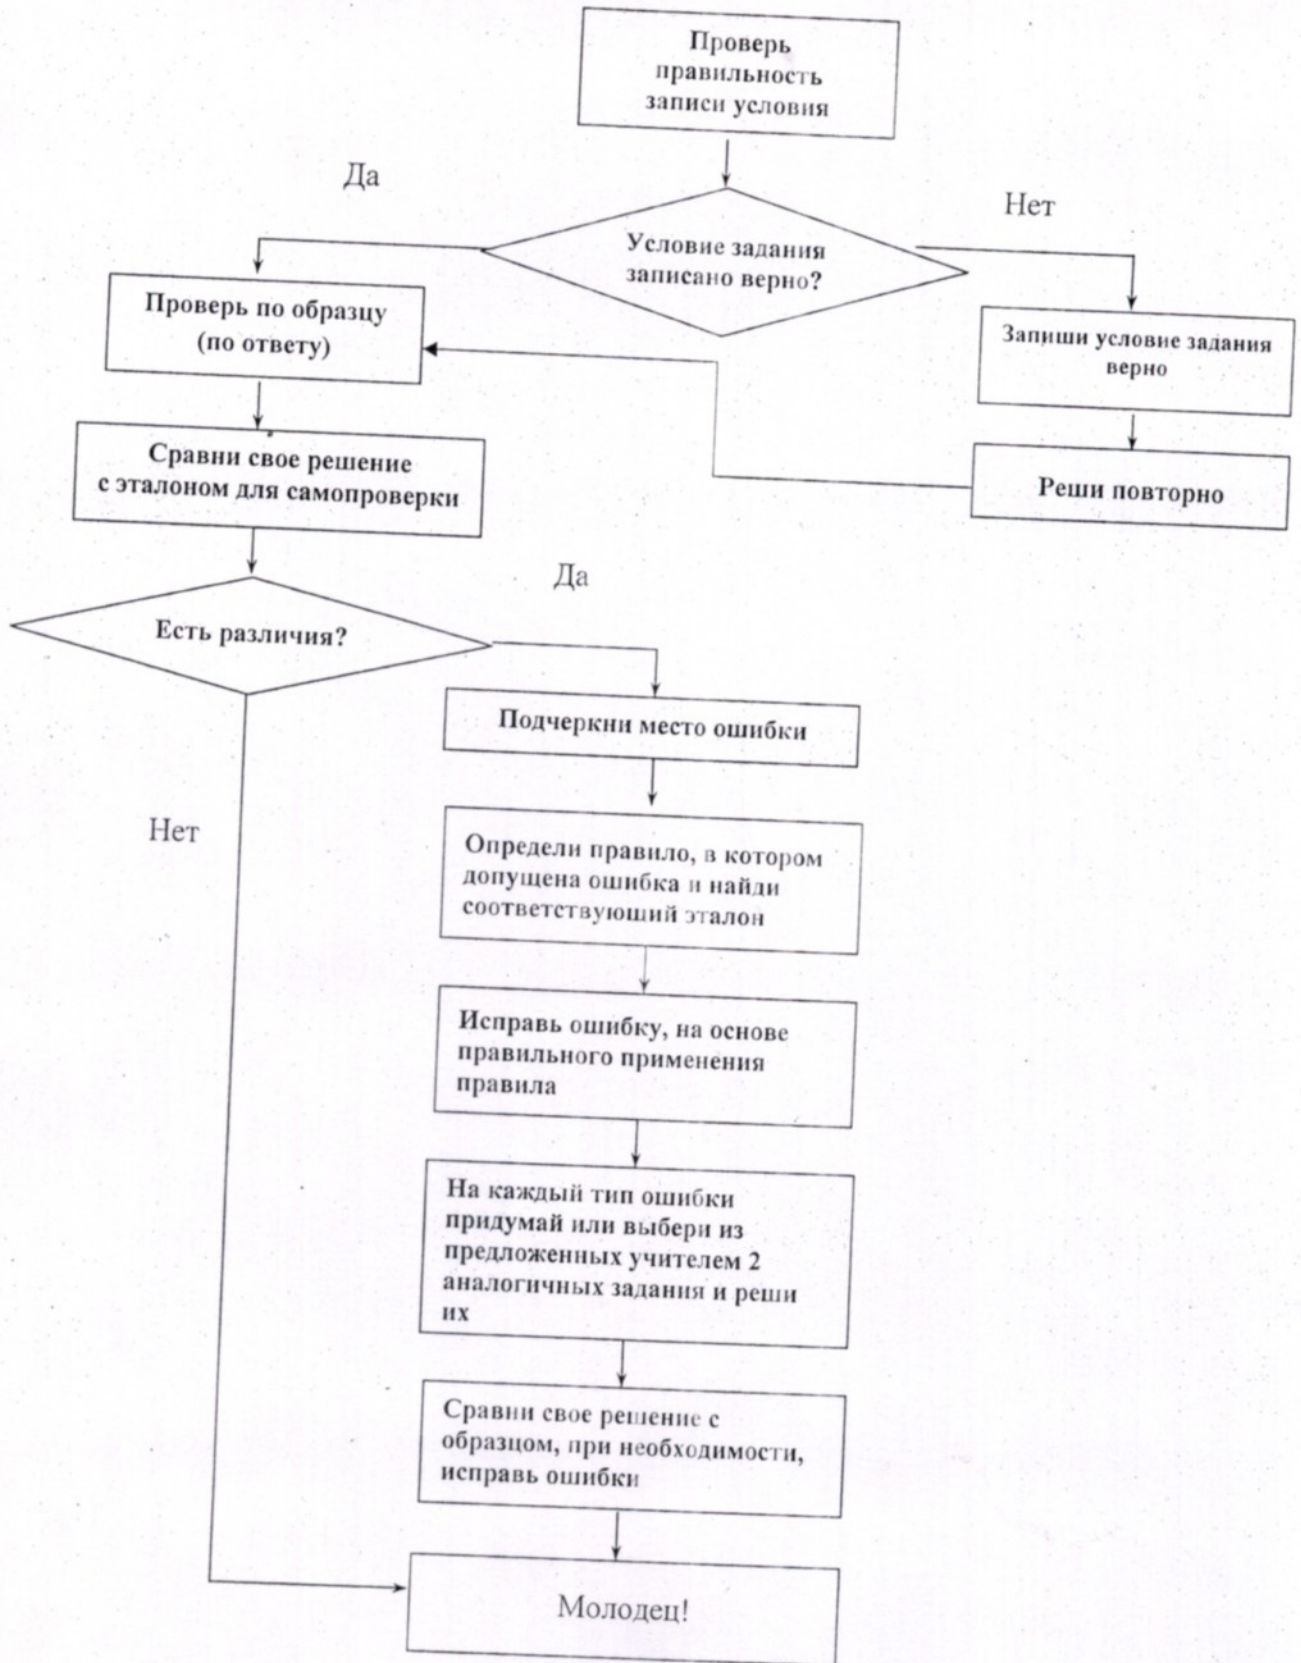 Проверь
правильность
записи условия
Да
Нет
Условие задания
записано верно?
Проверь по образцу
(по ответу)
Запиши условие задания
верно
Сравни свое решение
с эталоном для самопроверки
Реши повторно
Да
Есть различия?
Подчеркни место ошибки
Нет
Определи правило, в котором
допущена ошибка и найди
соответствующий эталон
Исправь ошибку, на основе
правильного применения
правила
На каждый тип ошибки
придумай или выбери из
предложенных учителем 2
аналогичных задания и реши
их
Сравни свое решение с
образцом, при необходимости,
исправь ошибки
Молодец!